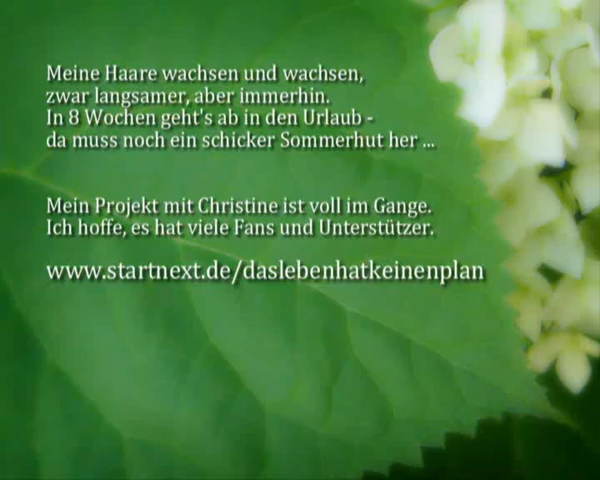 Meine Haare wachsen und wachsen,
zwar langsamer, aber immerhin.
In 8 Wochen geht's ab in den Urlaub -
da muss noch ein schicker Sommerhut her ...
Mein Projekt mit Christine ist voll im Gange.
Ich hoffe, es hat viele Fans und Unterstützer.
www.startnext.de/daslebenhatkeinenplan